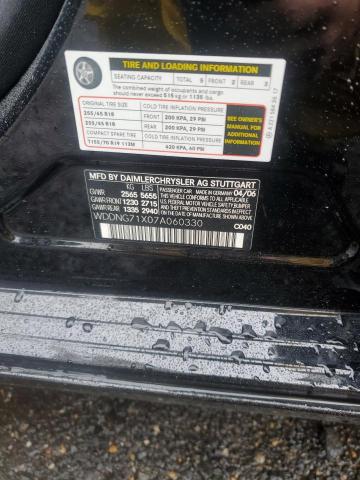 TIRE AND LOADING INFORMATION
SEATING CAPACITY TOTAL 5 FRONT 2 REAR 3
The combined weight of occupants and cargo
should never exceed 515 kg or 1135 lbs.
ORIGINAL TIRE SIZE COLD TIRE INFLATION PRESSURE
255/45 R18 FRONT 200 KPA, 29 PSI
255/45 R18 REAR 200 KPA, 29 PSI
COMPACT SPARE TIRE COLD TIRE INFLATION PRESSURE
T155/70 R19 113M 420 KPA, 60 PSI
SEE OWNER'S
MANUAL FOR
ADDITIONAL
INFORMATION
MFD BY DAIMLERCHRYSLER AG STUTTGART
KG LBS PASSENGER CAR MADE IN GERMANY
GVWR 2565 5655 04/06
GAWR FRONT 1230 2715
GAWR REAR 1335 2940
WDDNG71X07A060330
C040